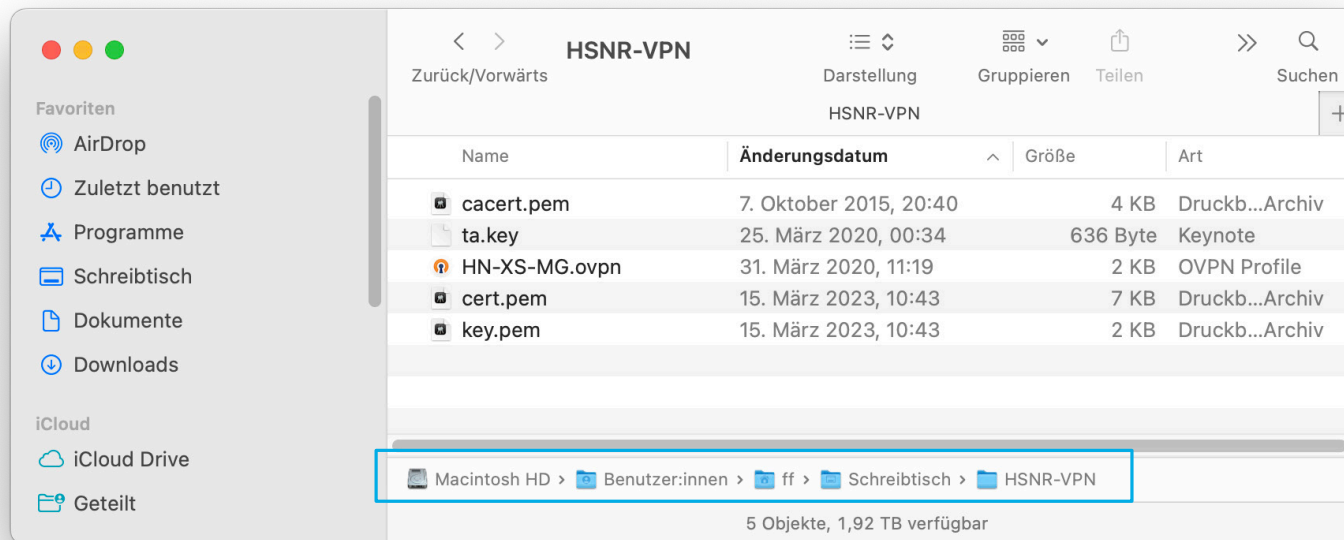 HSNR-VPN
Zurück/Vorwärts
Darstellung
Gruppieren
Teilen
Suchen
HSNR-VPN
Favoriten
AirDrop
Zuletzt benutzt
Programme
Schreibtisch
Dokumente
Downloads
iCloud
iCloud Drive
Geteilt
Name Änderungsdatum Größe Art
cacert.pem 7. Oktober 2015, 20:40 4 KB Druckb...Archiv
ta.key 25. März 2020, 00:34 636 Byte Keynote
HN-XS-MG.ovpn 31. März 2020, 11:19 2 KB OVPN Profile
cert.pem 15. März 2023, 10:43 7 KB Druckb...Archiv
key.pem 15. März 2023, 10:43 2 KB Druckb...Archiv
Macintosh HD › Benutzer:innen › ff › Schreibtisch › HSNR-VPN
5 Objekte, 1,92 TB verfügbar